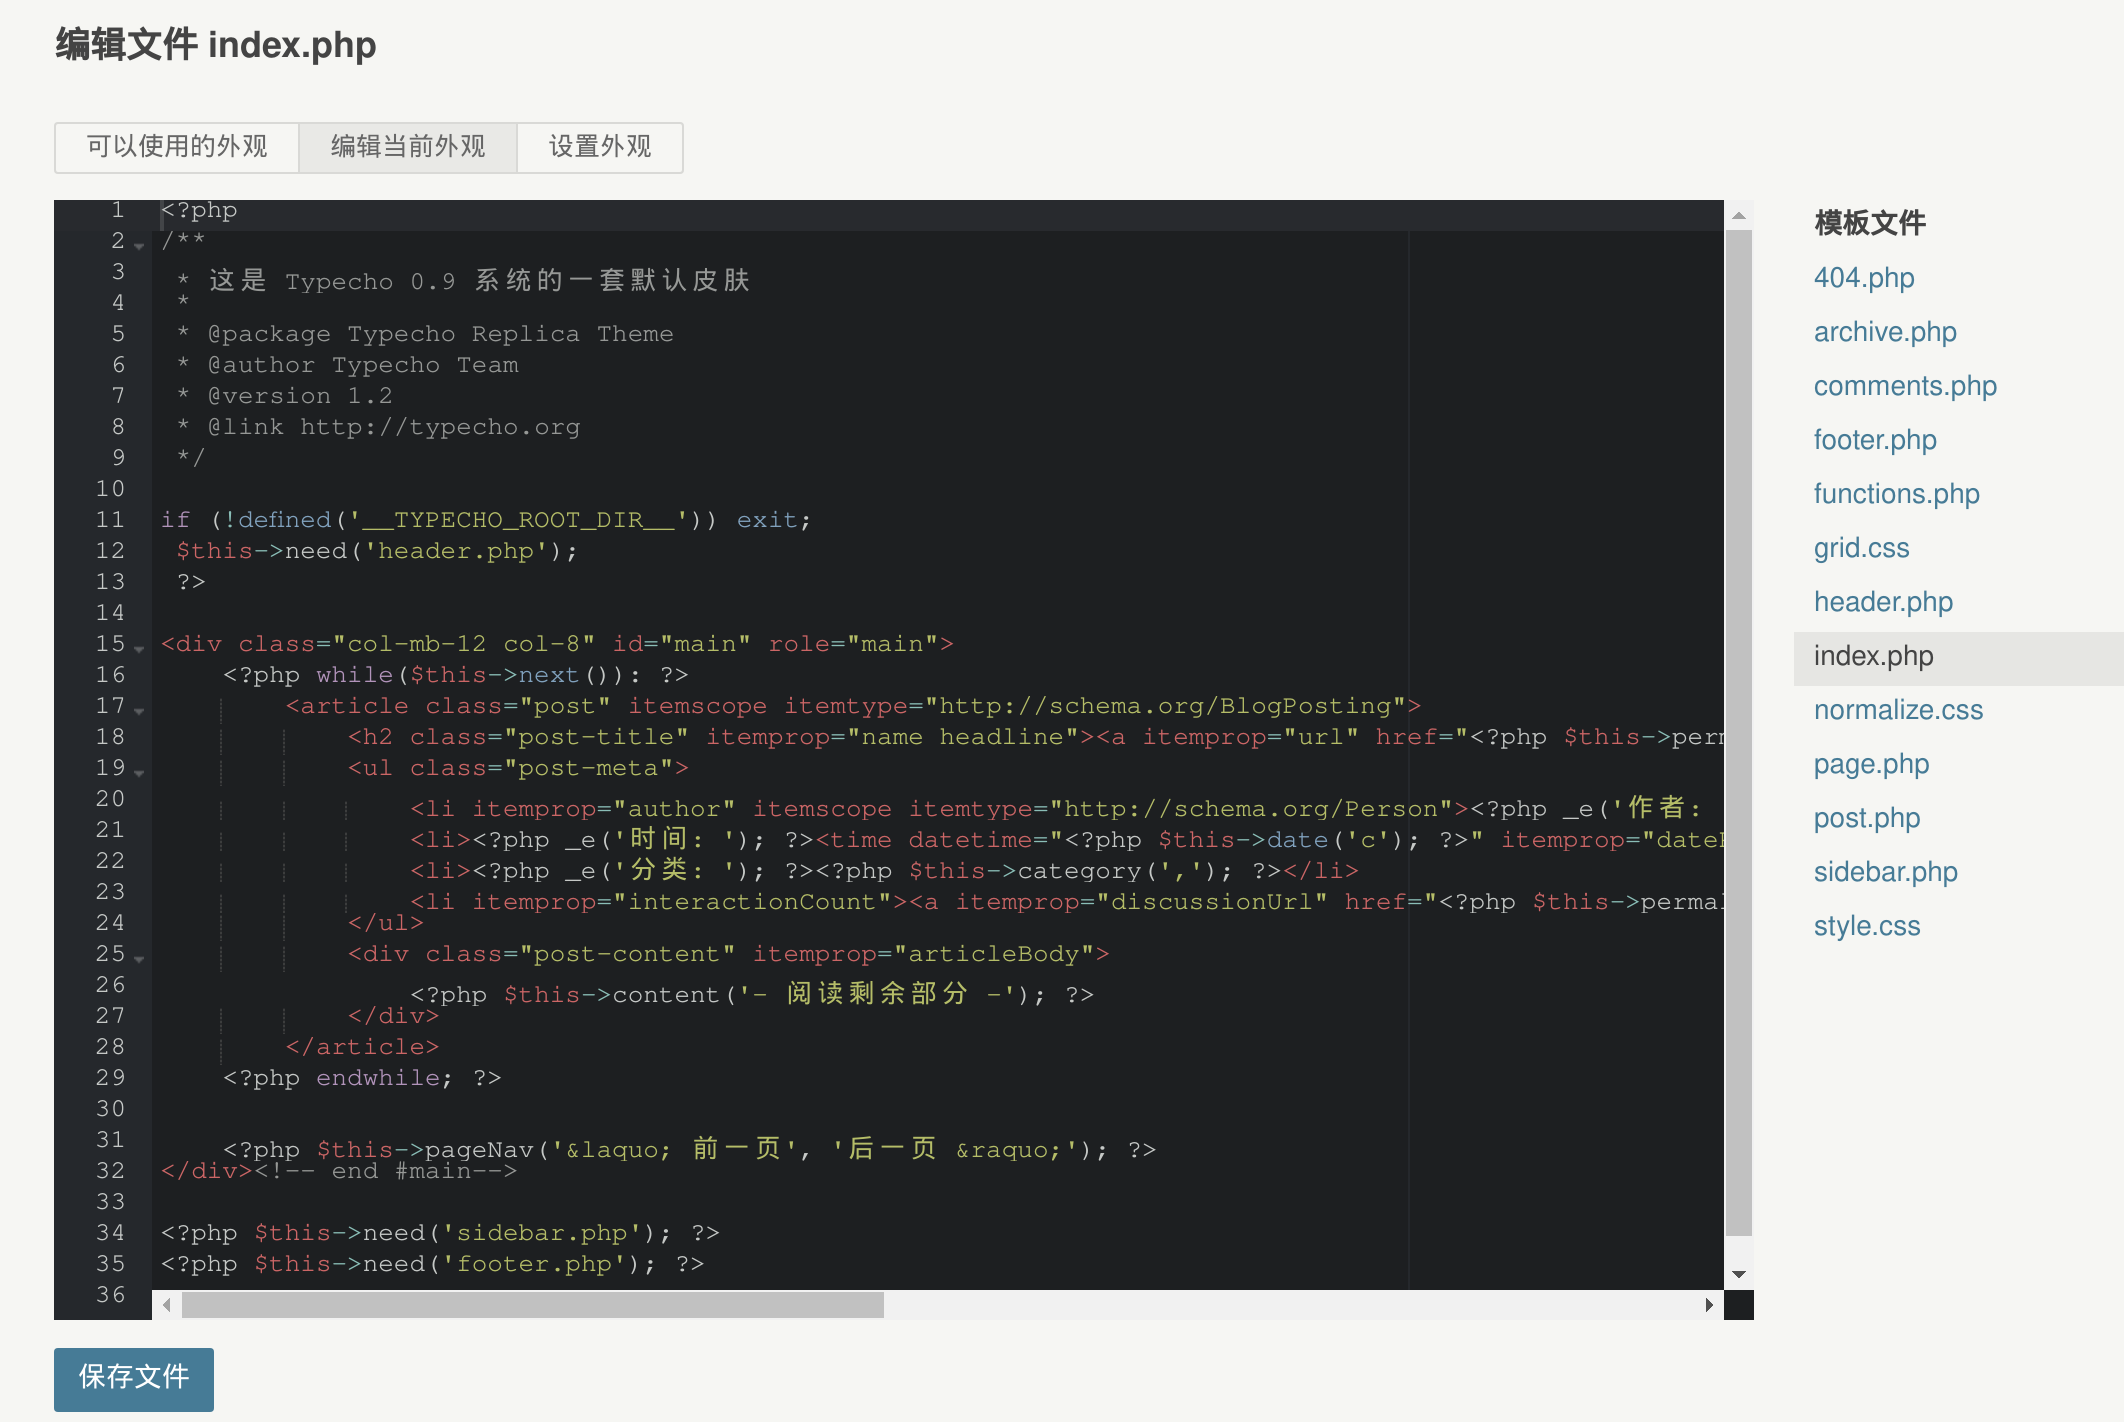 编辑文件 index.php
可以使用的外观 编辑当前外观 设置外观
1 <?php
2 /**
3  * 这是 Typecho 0.9 系统的一套默认皮肤
4  *
5  * @package Typecho Replica Theme
6  * @author Typecho Team
7  * @version 1.2
8  * @link http://typecho.org
9  */
10
11 if (!defined('__TYPECHO_ROOT_DIR__')) exit;
12  $this->need('header.php');
13  ?>
14
15 <div class="col-mb-12 col-8" id="main" role="main">
16     <?php while($this->next()): ?>
17         <article class="post" itemscope itemtype="http://schema.org/BlogPosting">
18             <h2 class="post-title" itemprop="name headline"><a itemprop="url" href="<?php $this->perm
19             <ul class="post-meta">
20                 <li itemprop="author" itemscope itemtype="http://schema.org/Person"><?php _e('作者:
21                 <li><?php _e('时间: '); ?><time datetime="<?php $this->date('c'); ?>" itemprop="date
22                 <li><?php _e('分类: '); ?><?php $this->category(','); ?></li>
23                 <li itemprop="interactionCount"><a itemprop="discussionUrl" href="<?php $this->permal
24             </ul>
25             <div class="post-content" itemprop="articleBody">
26                 <?php $this->content('- 阅读剩余部分 -'); ?>
27             </div>
28         </article>
29     <?php endwhile; ?>
30
31     <?php $this->pageNav('&laquo; 前一页', '后一页 &raquo;'); ?>
32 </div><!-- end #main-->
33
34 <?php $this->need('sidebar.php'); ?>
35 <?php $this->need('footer.php'); ?>
36
模板文件
404.php
archive.php
comments.php
footer.php
functions.php
grid.css
header.php
index.php
normalize.css
page.php
post.php
sidebar.php
style.css
保存文件